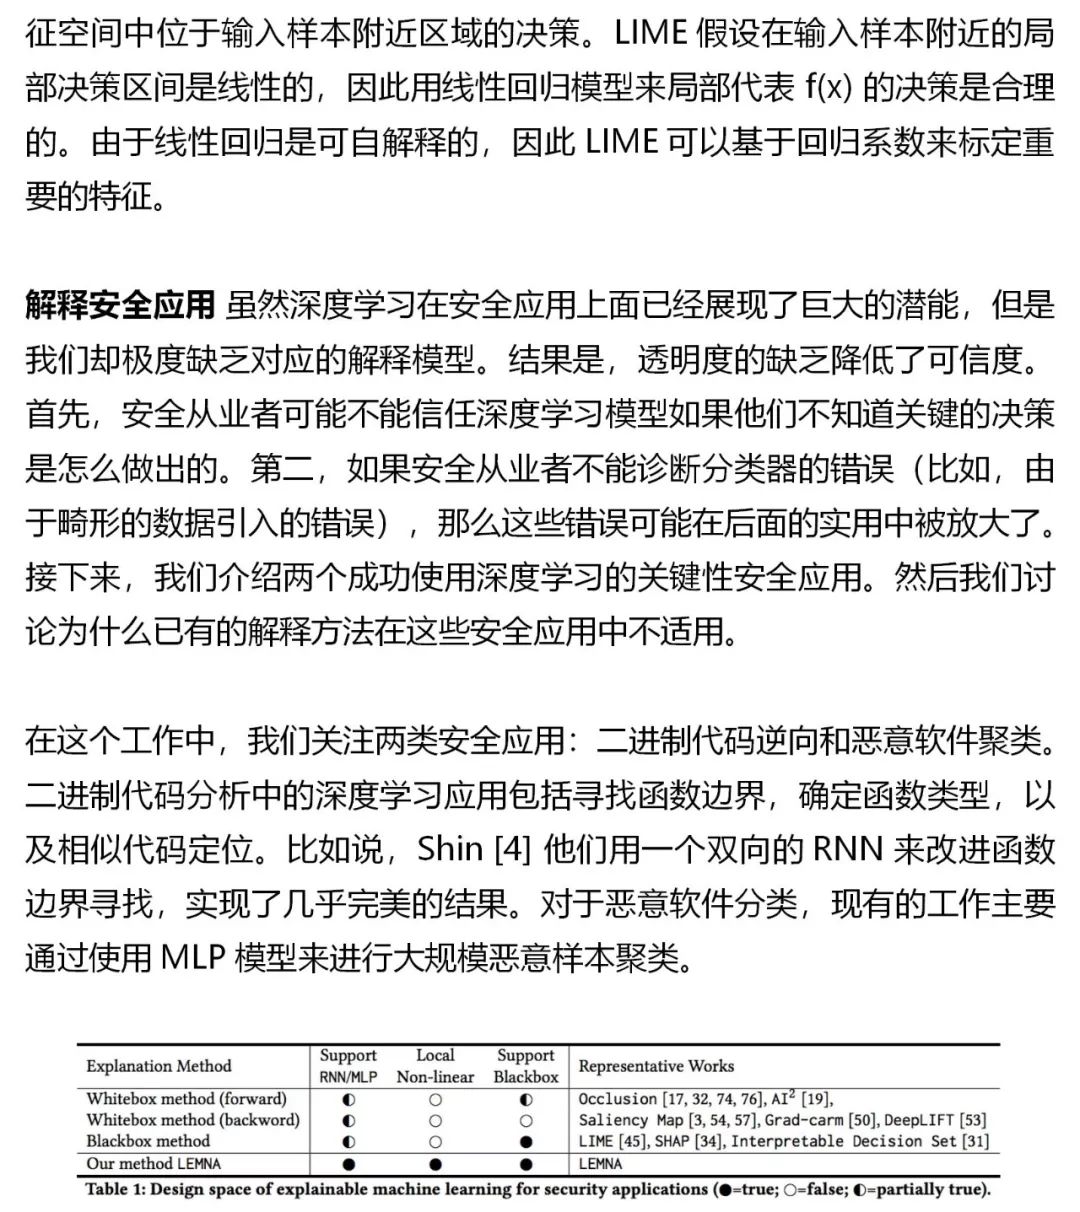 征空间中位于输入样本附近区域的决策。LIME 假设在输入样本附近的局
部决策区间是线性的，因此用线性回归模型来局部代表 f(x) 的决策是合理
的。由于线性回归是可自解释的，因此 LIME 可以基于回归系数来标定重
要的特征。
解释安全应用 虽然深度学习在安全应用上面已经展现了巨大的潜能，但是
我们却极度缺乏对应的解释模型。结果是，透明度的缺乏降低了可信度。
首先，安全从业者可能不能信任深度学习模型如果他们不知道关键的决策
是怎么做出的。第二，如果安全从业者不能诊断分类器的错误（比如，由
于畸形的数据引入的错误），那么这些错误可能在后面的实用中被放大了。
接下来，我们介绍两个成功使用深度学习的关键性安全应用。然后我们讨
论为什么已有的解释方法在这些安全应用中不适用。
在这个工作中，我们关注两类安全应用：二进制代码逆向和恶意软件聚类。
二进制代码分析中的深度学习应用包括寻找函数边界，确定函数类型，以
及相似代码定位。比如说，Shin [4] 他们用一个双向的 RNN 来改进函数
边界寻找，实现了几乎完美的结果。对于恶意软件分类，现有的工作主要
通过使用 MLP 模型来进行大规模恶意样本聚类。
Explanation Method Support RNN/MLP Local Non-linear Support Blackbox Representative Works
Whitebox method (forward) ◐ ○ ◐ Occlusion [17, 32, 74, 76], AI² [19],
Whitebox method (backword) ◐ ○ ○ Saliency Map [3, 54, 57], Grad-carm [50], DeepLIFT [53]
Blackbox method ◐ ○ ● LIME [45], SHAP [34], Interpretable Decision Set [31]
Our method LEMNA ● ● ● LEMNA
Table 1: Design space of explainable machine learning for security applications (●=true; ○=false; ◐=partially true).